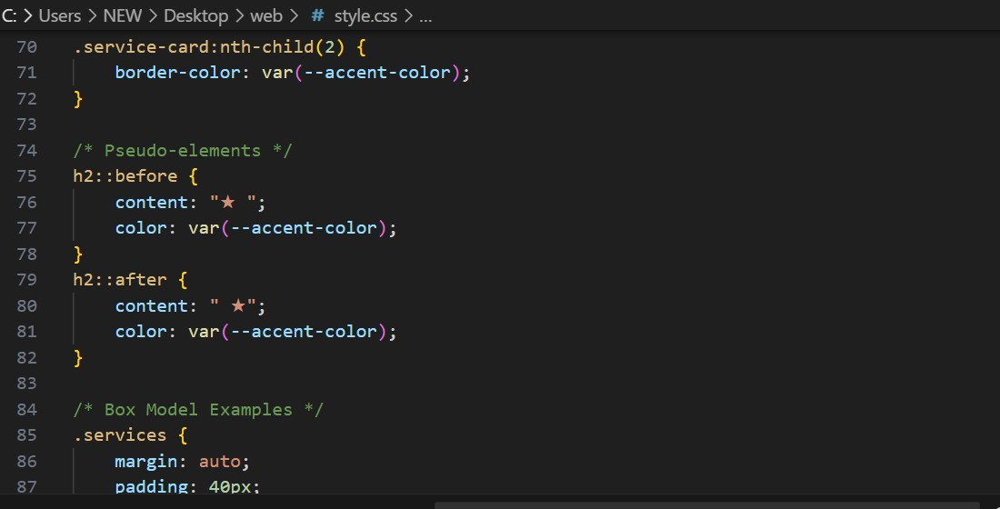 C: > Users > NEW > Desktop > web > # style.css > ...
70 .service-card:nth-child(2) {
71     border-color: var(--accent-color);
72 }
73
74 /* Pseudo-elements */
75 h2::before {
76     content: "★ ";
77     color: var(--accent-color);
78 }
79 h2::after {
80     content: " ★";
81     color: var(--accent-color);
82 }
83
84 /* Box Model Examples */
85 .services {
86     margin: auto;
87     padding: 40px;